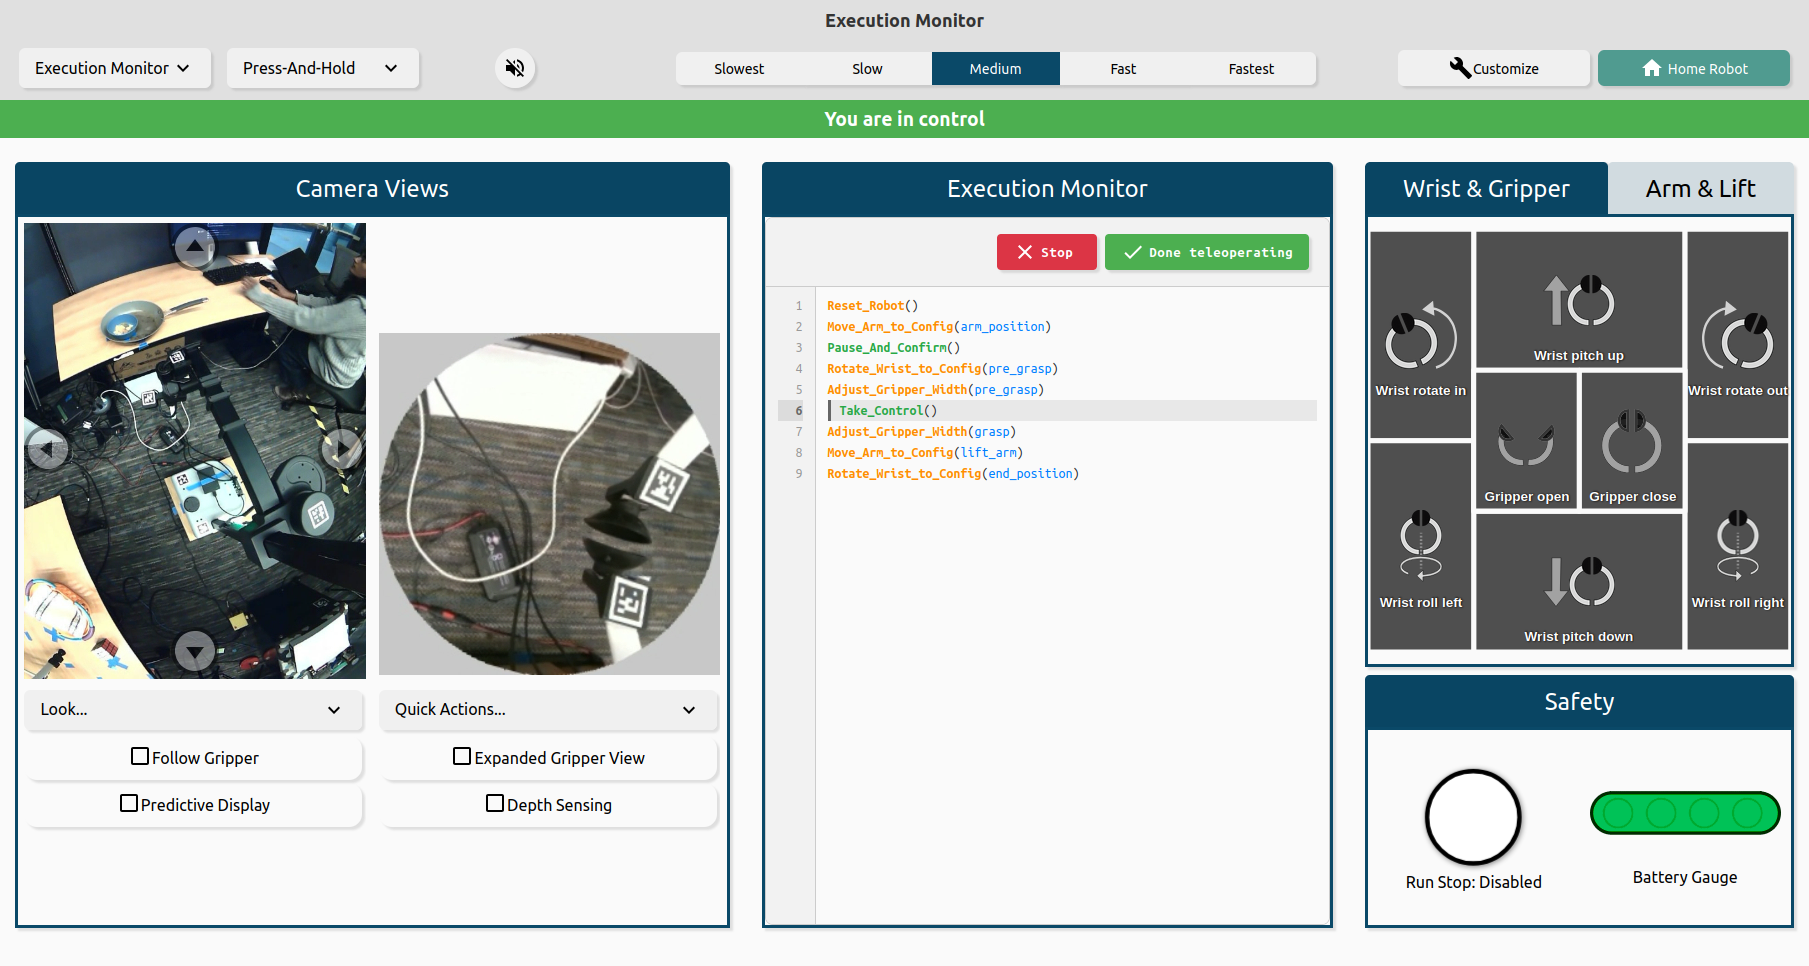 Execution Monitor
Execution Monitor
Press-And-Hold
Slowest
Slow
Medium
Fast
Fastest
Customize
Home Robot
You are in control
Camera Views
Look...
Quick Actions...
Follow Gripper
Expanded Gripper View
Predictive Display
Depth Sensing
Execution Monitor
Stop
Done teleoperating
1 Reset_Robot()
2 Move_Arm_to_Config(arm_position)
3 Pause_And_Confirm()
4 Rotate_Wrist_to_Config(pre_grasp)
5 Adjust_Gripper_Width(pre_grasp)
6 Take_Control()
7 Adjust_Gripper_Width(grasp)
8 Move_Arm_to_Config(lift_arm)
9 Rotate_Wrist_to_Config(end_position)
Wrist & Gripper
Arm & Lift
Wrist rotate in
Wrist pitch up
Wrist rotate out
Gripper open
Gripper close
Wrist roll left
Wrist pitch down
Wrist roll right
Safety
Run Stop: Disabled
Battery Gauge